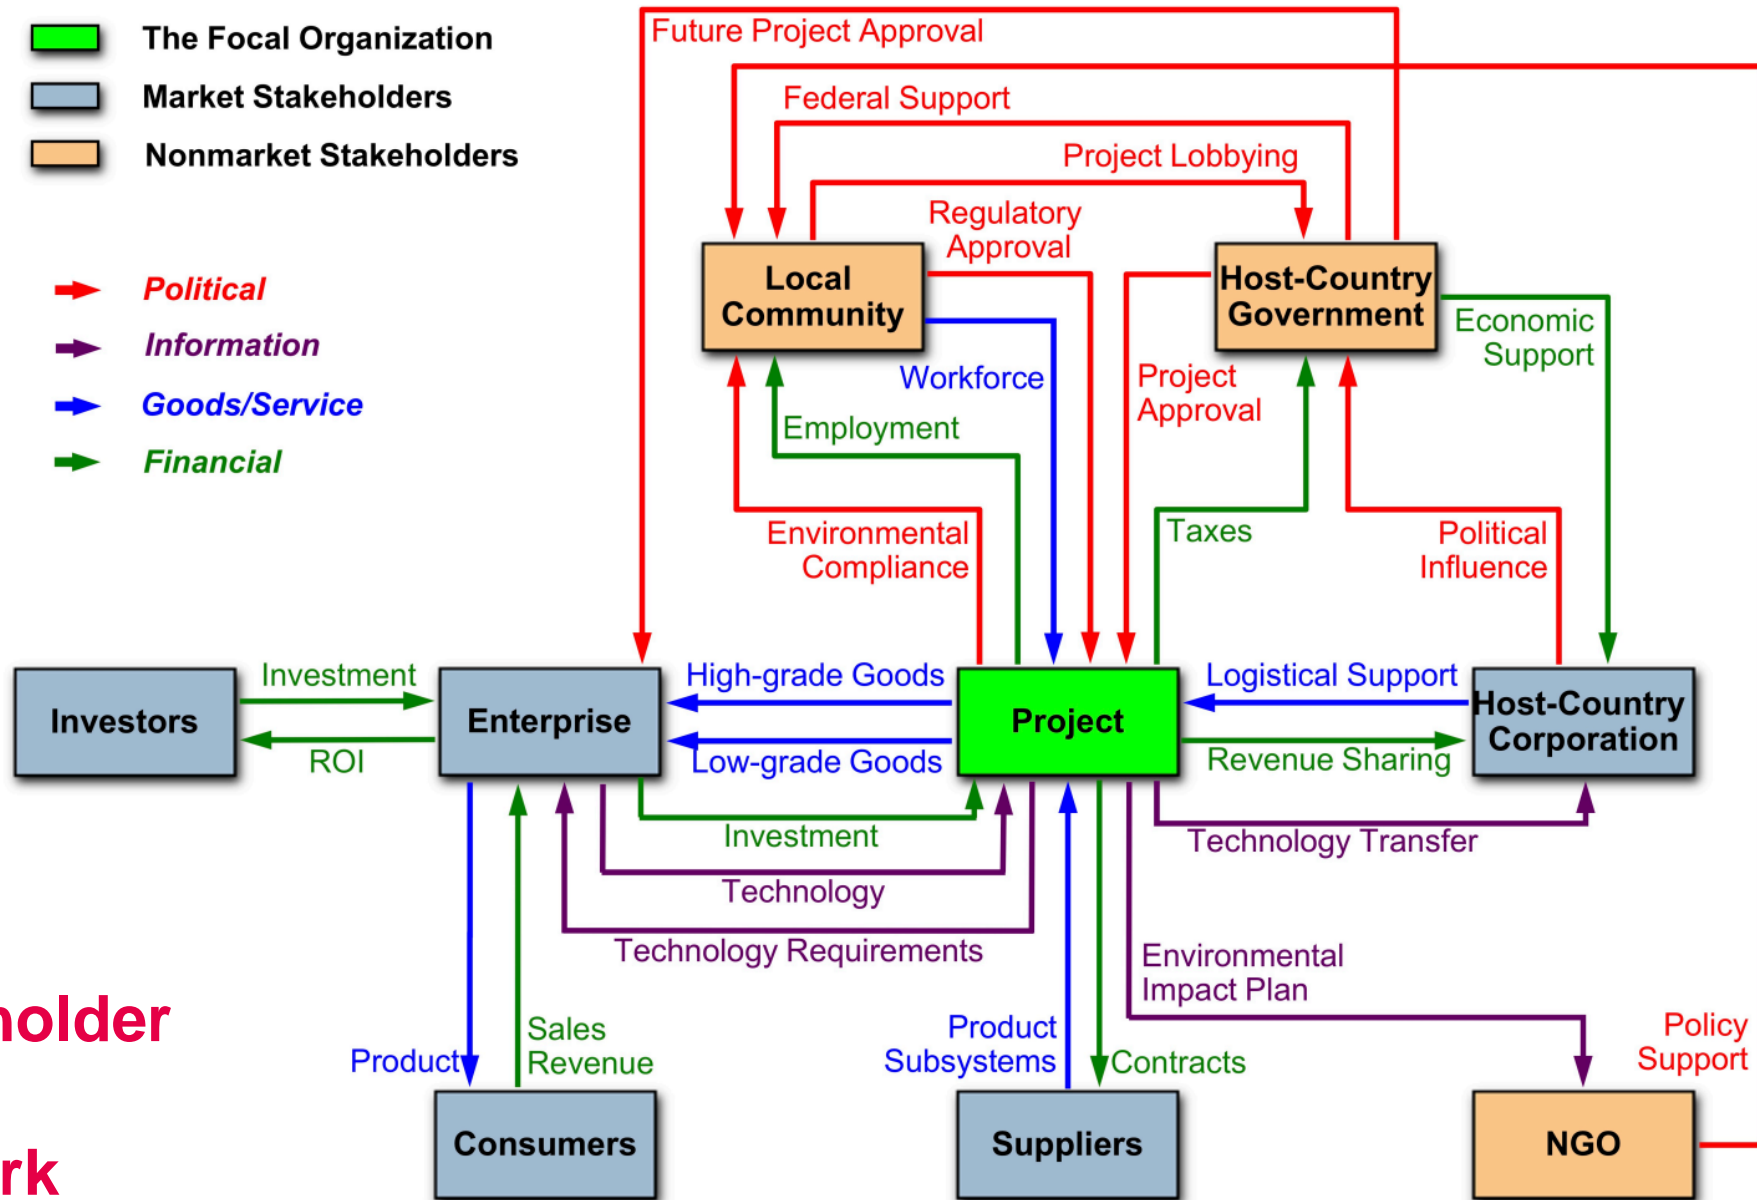 The Focal Organization
Market Stakeholders
Nonmarket Stakeholders
Political
Information
Goods/Service
Financial
Future Project Approval
Federal Support
Project Lobbying
Regulatory
Approval
Local
Community
Host-Country
Government
Economic
Support
Workforce
Project
Approval
Employment
Environmental
Compliance
Taxes
Political
Influence
Investors
Investment
ROI
Enterprise
High-grade Goods
Low-grade Goods
Project
Logistical Support
Revenue Sharing
Host-Country
Corporation
Investment
Technology
Technology Requirements
Technology Transfer
Environmental
Impact Plan
Product
Sales
Revenue
Product
Subsystems
Contracts
Policy
Support
Consumers
Suppliers
NGO
holder
rk